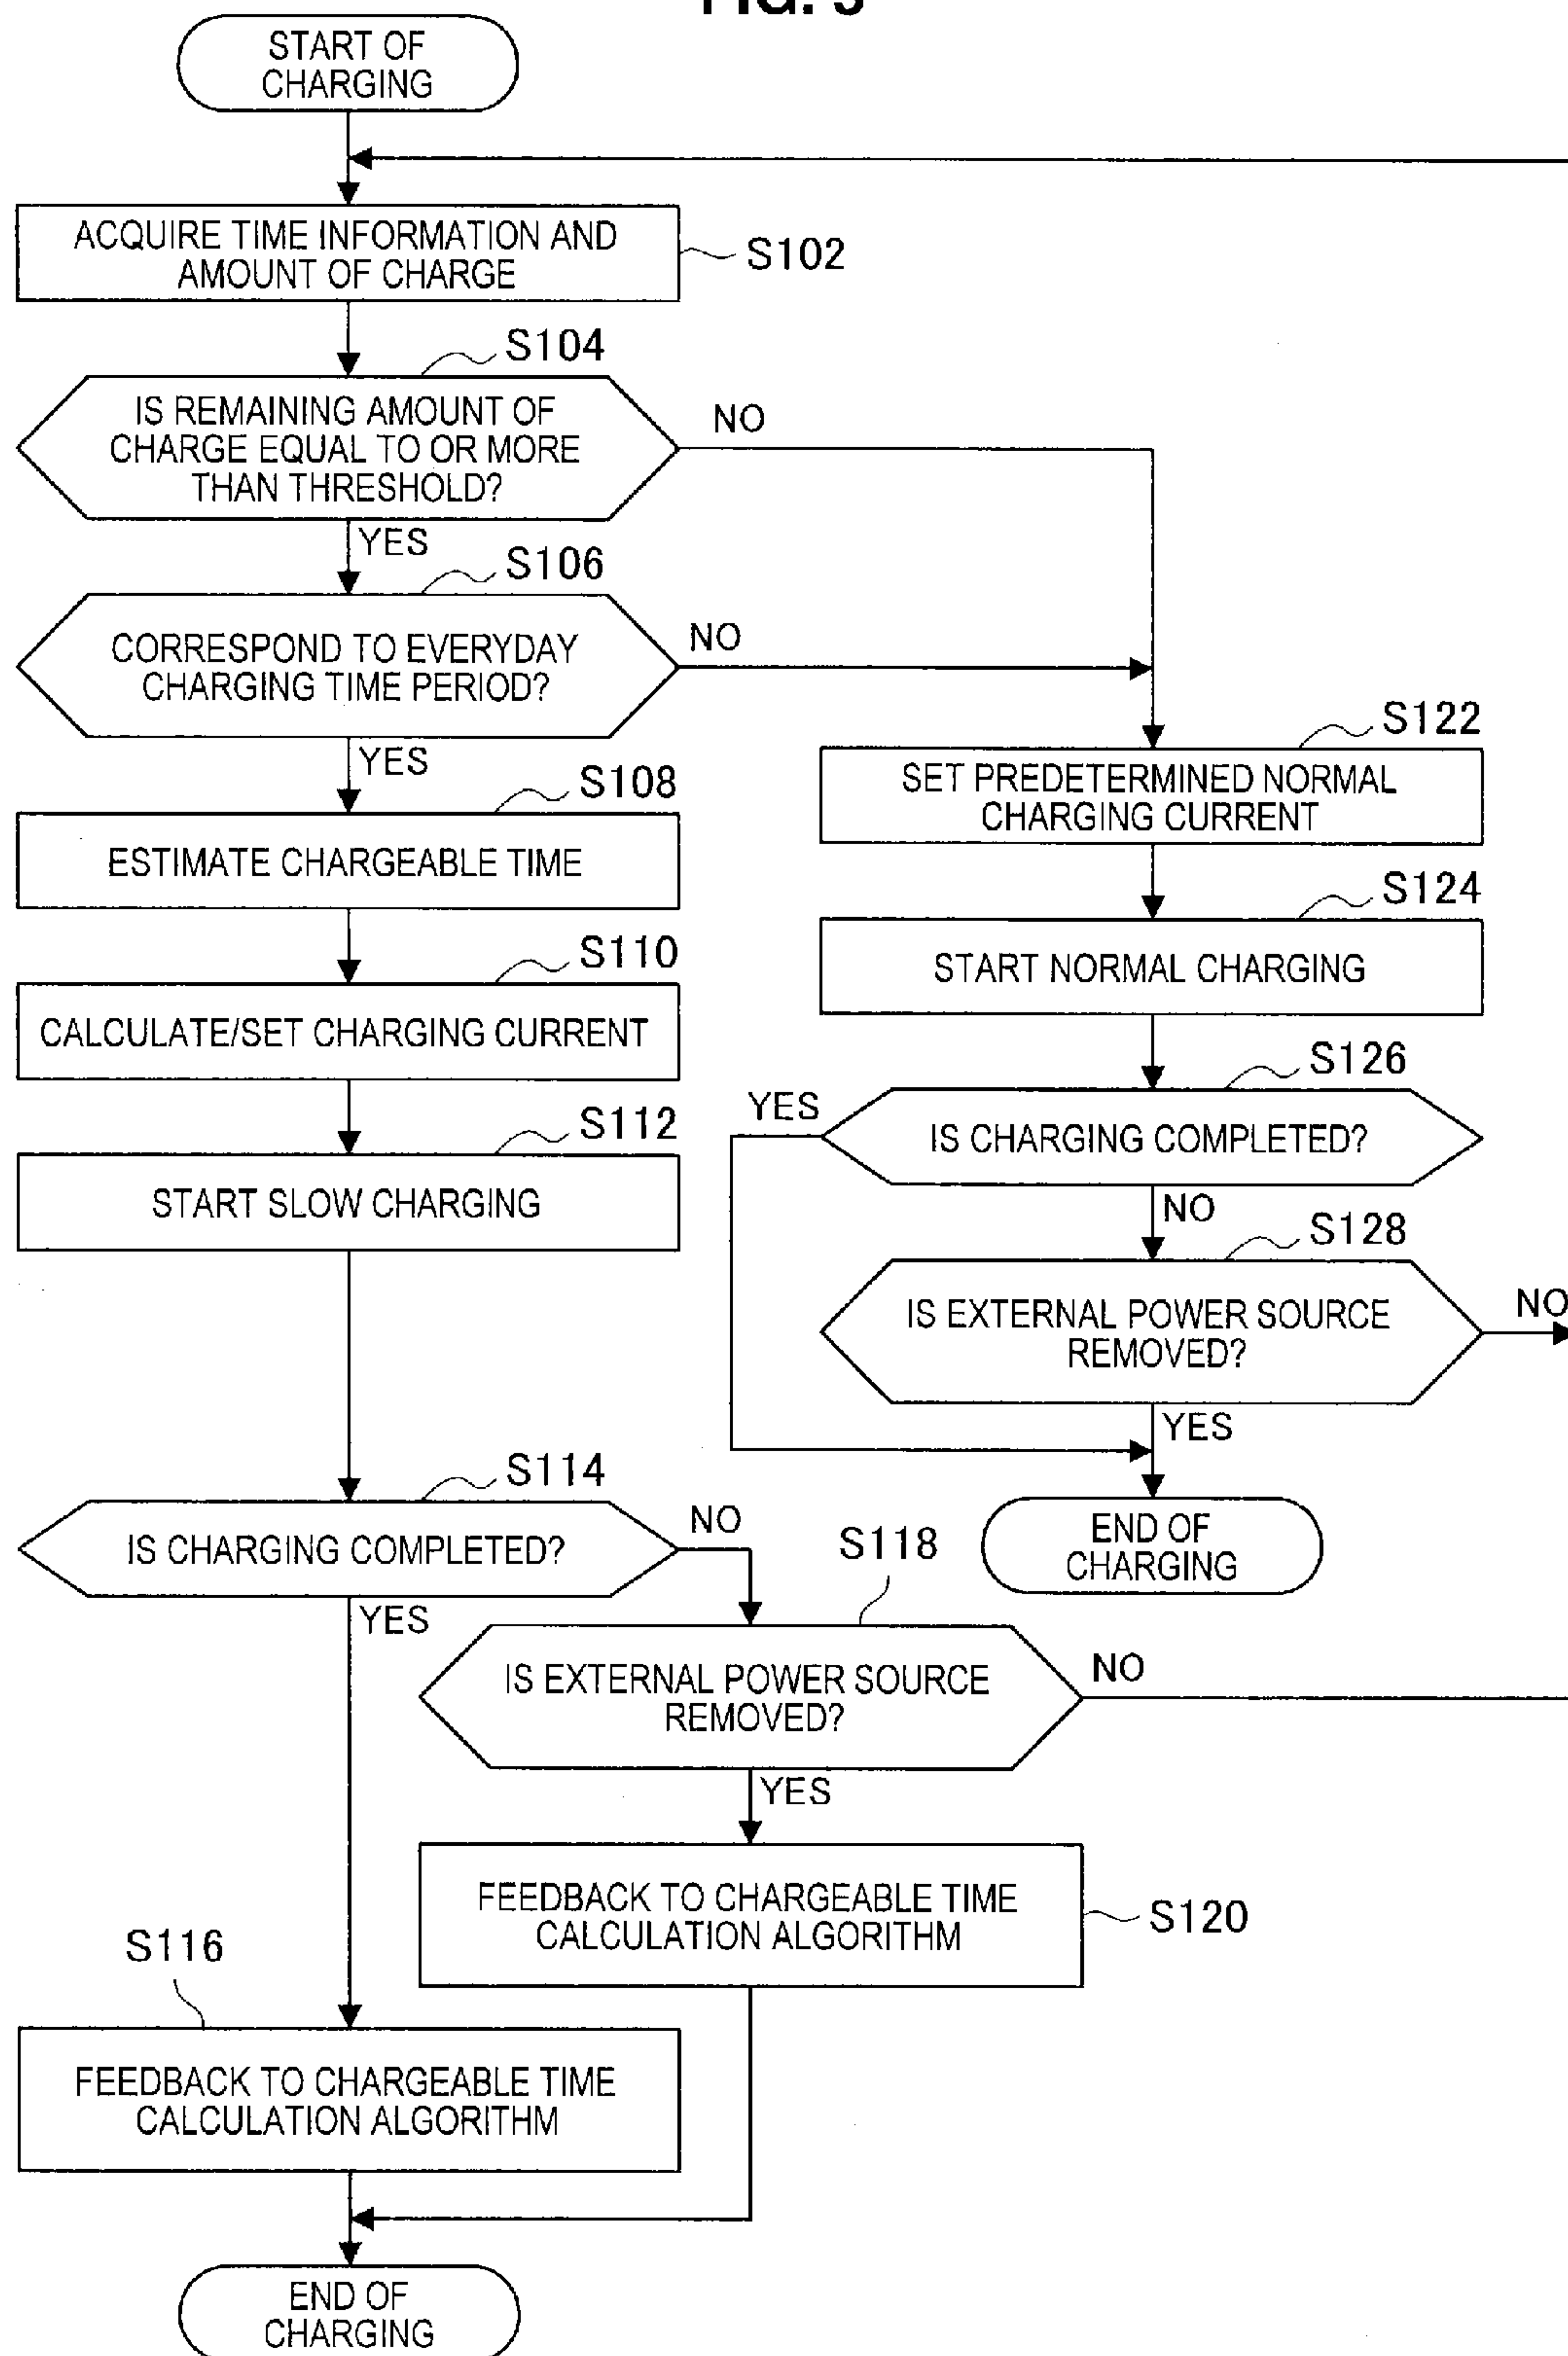 START OF
CHARGING
ACQUIRE TIME INFORMATION AND
AMOUNT OF CHARGE
S102
S104
IS REMAINING AMOUNT OF
CHARGE EQUAL TO OR MORE
THAN THRESHOLD?
NO
YES
S106
CORRESPOND TO EVERYDAY
CHARGING TIME PERIOD?
NO
YES
S108
ESTIMATE CHARGEABLE TIME
S110
CALCULATE/SET CHARGING CURRENT
S112
START SLOW CHARGING
S122
SET PREDETERMINED NORMAL
CHARGING CURRENT
S124
START NORMAL CHARGING
S126
YES
IS CHARGING COMPLETED?
NO
S128
IS EXTERNAL POWER SOURCE
REMOVED?
NO
YES
END OF
CHARGING
S114
IS CHARGING COMPLETED?
NO
YES
S118
IS EXTERNAL POWER SOURCE
REMOVED?
NO
YES
FEEDBACK TO CHARGEABLE TIME
CALCULATION ALGORITHM
S120
S116
FEEDBACK TO CHARGEABLE TIME
CALCULATION ALGORITHM
END OF
CHARGING